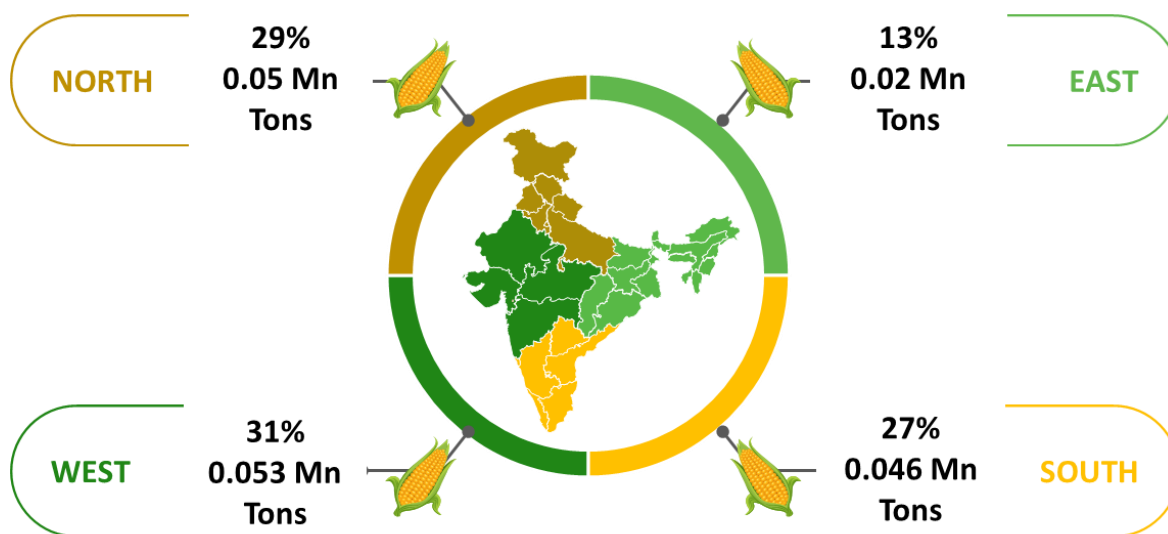 NORTH
29%
0.05 Mn
Tons
13%
0.02 Mn
Tons
EAST
WEST
31%
0.053 Mn
Tons
27%
0.046 Mn
Tons
SOUTH